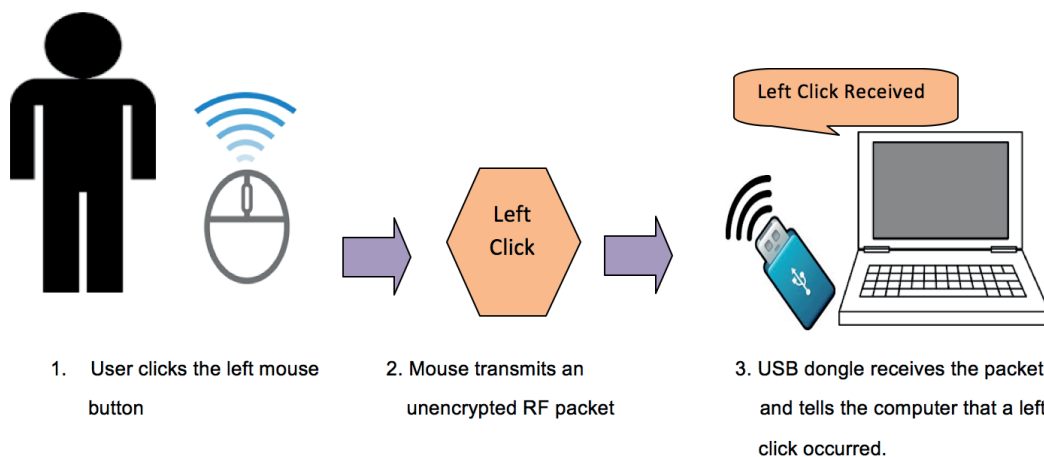 Left Click Received
Left
Click
1. User clicks the left mouse
button
2. Mouse transmits an
unencrypted RF packet
3. USB dongle receives the packet
and tells the computer that a left
click occurred.